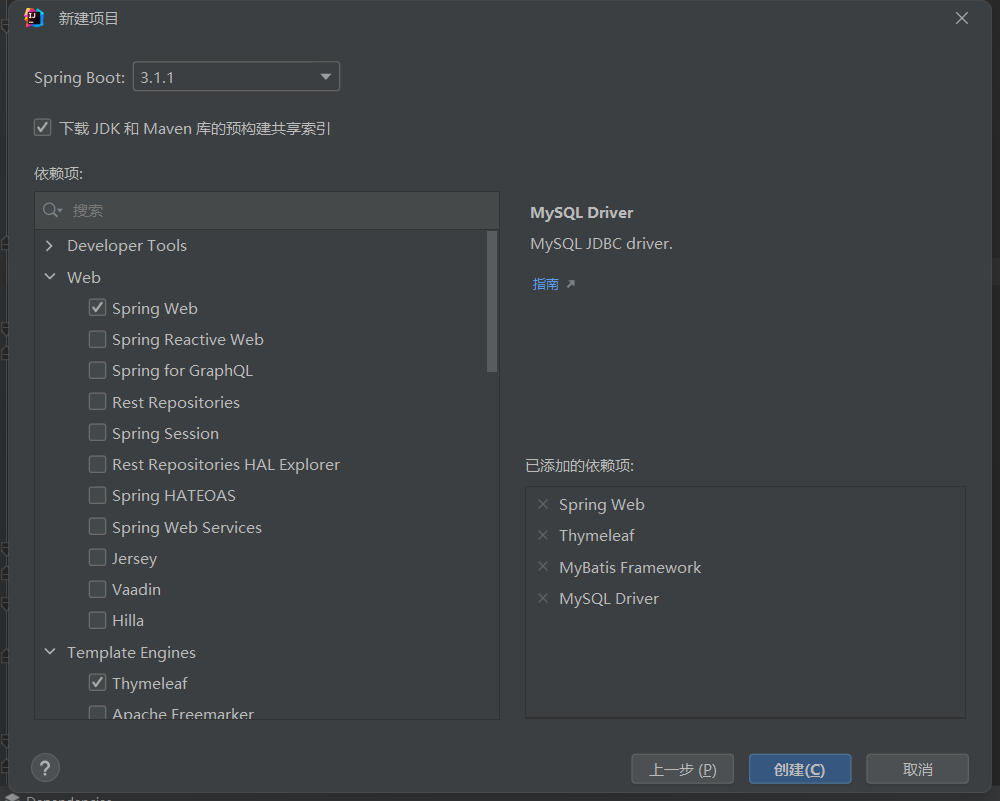 新建项目
Spring Boot: 3.1.1
下载 JDK 和 Maven 库的预构建共享索引
依赖项:
搜索
Developer Tools
Web
Spring Web
Spring Reactive Web
Spring for GraphQL
Rest Repositories
Spring Session
Rest Repositories HAL Explorer
Spring HATEOAS
Spring Web Services
Jersey
Vaadin
Hilla
Template Engines
Thymeleaf
Apache Freemarker
MySQL Driver
MySQL JDBC driver.
指南
已添加的依赖项:
Spring Web
Thymeleaf
MyBatis Framework
MySQL Driver
?
上一步 (P)
创建(C)
取消
Dependencies